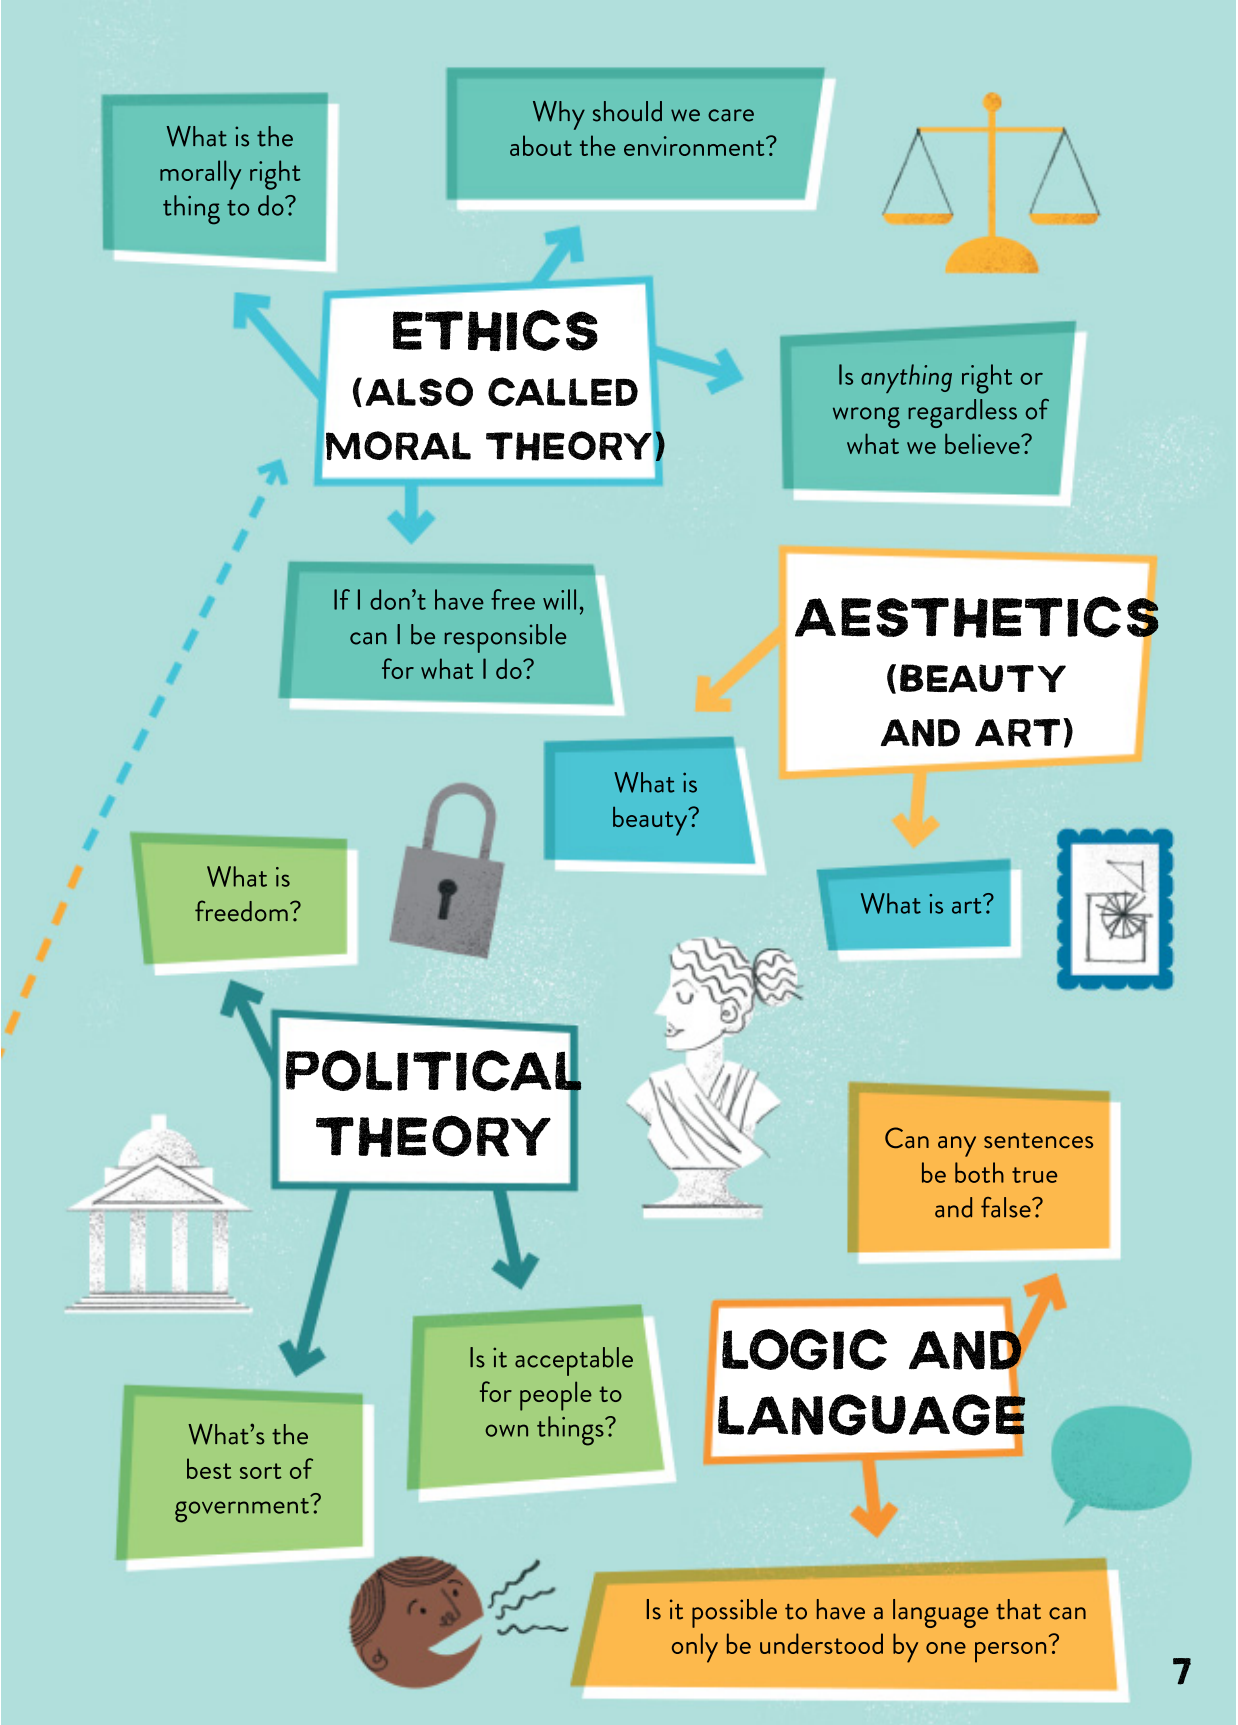 What is the
morally right
thing to do?
Why should we care
about the environment?
ETHICS
(ALSO CALLED
MORAL THEORY)
Is anything right or
wrong regardless of
what we believe?
If I don't have free will,
can I be responsible
for what I do?
AESTHETICS
(BEAUTY
AND ART)
What is
beauty?
What is art?
What is
freedom?
POLITICAL
THEORY
What's the
best sort of
government?
Is it acceptable
for people to
own things?
Can any sentences
be both true
and false?
LOGIC AND
LANGUAGE
Is it possible to have a language that can
only be understood by one person?
7